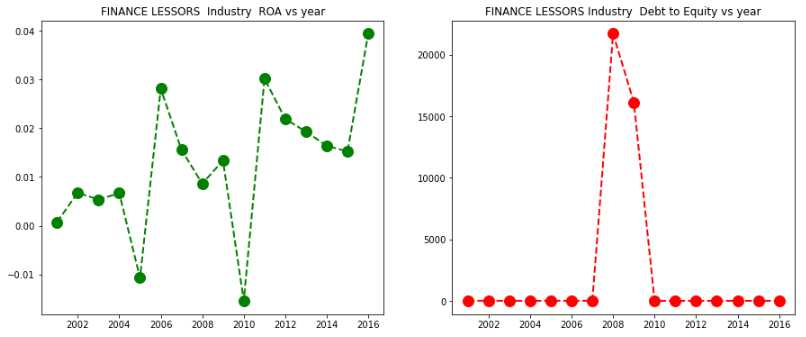 FINANCE LESSORS  Industry  ROA vs year
0.04
0.03
0.02
0.01
0.00
−0.01
2002 2004 2006 2008 2010 2012 2014 2016
FINANCE LESSORS Industry  Debt to Equity vs year
20000
15000
10000
5000
0
2002 2004 2006 2008 2010 2012 2014 2016